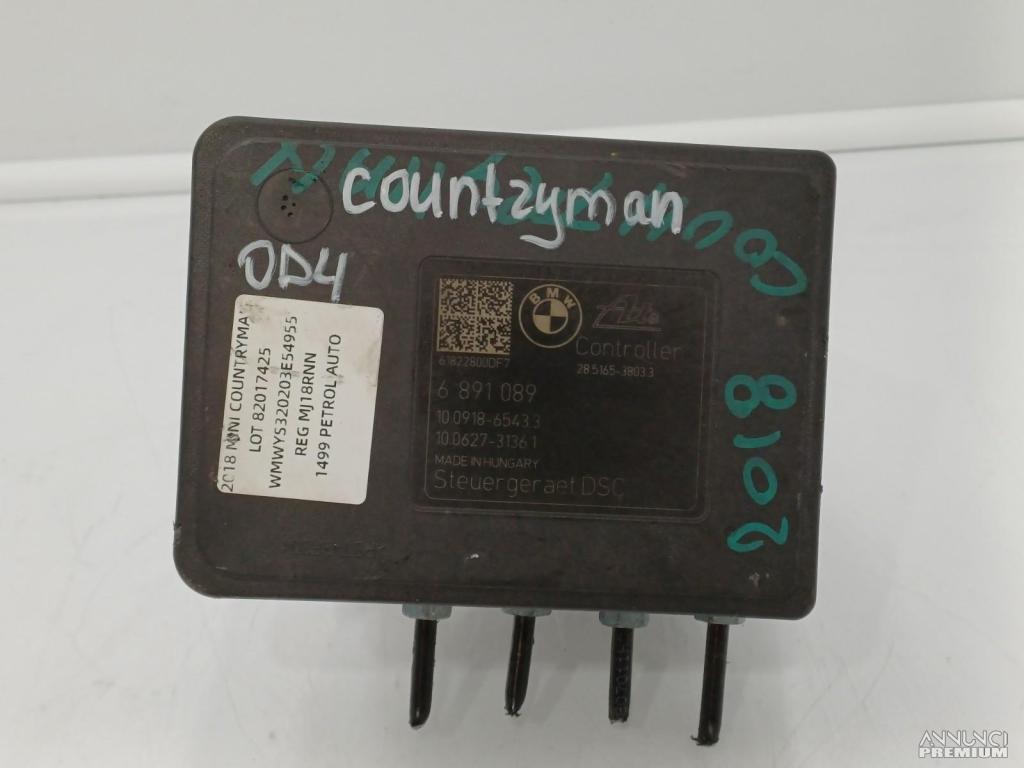 countryman
OD4
2018
2018 MINI COUNTRYMA
LOT 82017425
WMWYS320203E54955
REG MJ18RNN
1499 PETROL AUTO
BMW
Ate
Controller
61822800DF7
28.5165-3803.3
6 891 089
10.0918-6543.3
10.0627-3136.1
MADE IN HUNGARY
Steuergeraet DSC
ANNUNCI
PREMIUM